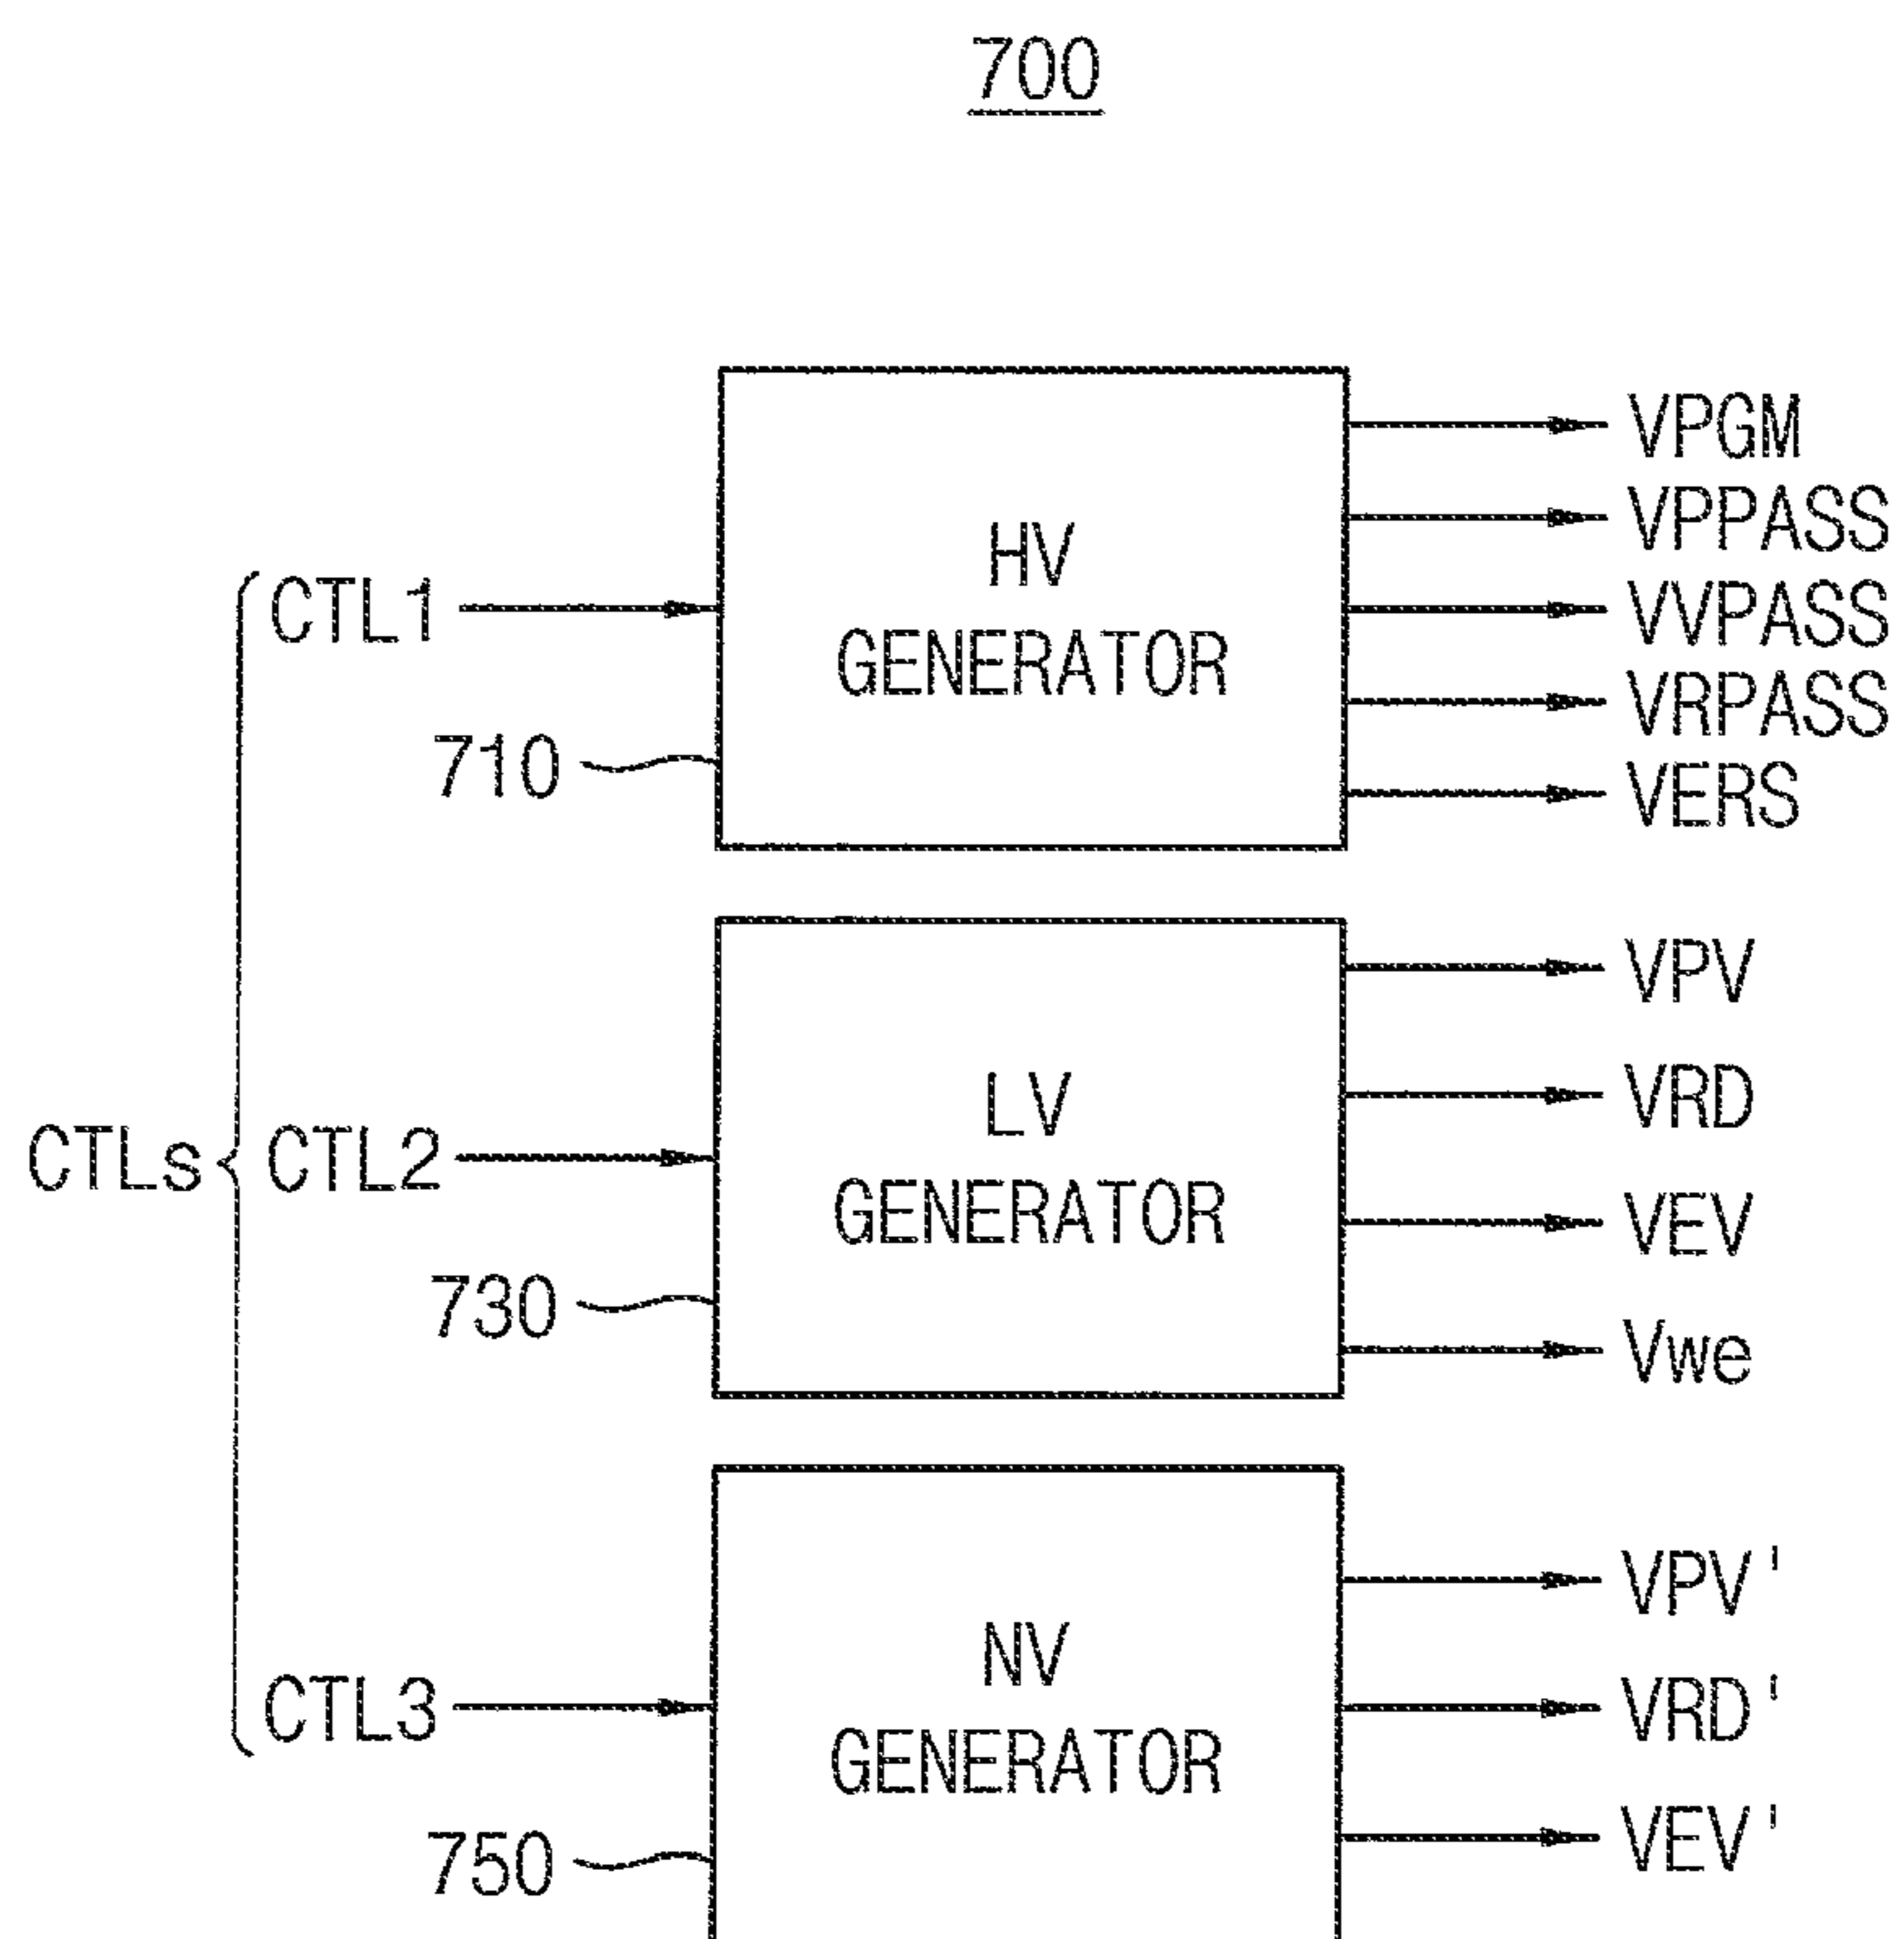 700
CTLs
CTL1
HV
GENERATOR
710
VPGM
VPPASS
VVPASS
VRPASS
VERS
CTL2
LV
GENERATOR
730
VPV
VRD
VEV
Vwe
CTL3
NV
GENERATOR
750
VPV'
VRD'
VEV'